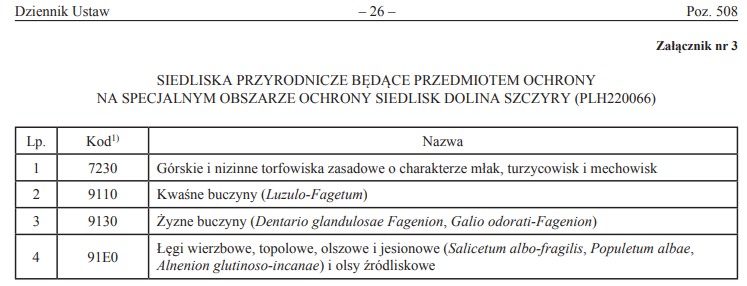 Dziennik Ustaw – 26 – Poz. 508
Załącznik nr 3
SIEDLISKA PRZYRODNICZE BĘDĄCE PRZEDMIOTEM OCHRONY
NA SPECJALNYM OBSZARZE OCHRONY SIEDLISK DOLINA SZCZYRY (PLH220066)
Lp. Kod1) Nazwa
1 7230 Górskie i nizinne torfowiska zasadowe o charakterze młak, turzycowisk i mechowisk
2 9110 Kwaśne buczyny (Luzulo-Fagetum)
3 9130 Żyzne buczyny (Dentario glandulosae Fagenion, Galio odorati-Fagenion)
4 91E0 Łęgi wierzbowe, topolowe, olszowe i jesionowe (Salicetum albo-fragilis, Populetum albae,
Alnenion glutinoso-incanae) i olsy źródliskowe